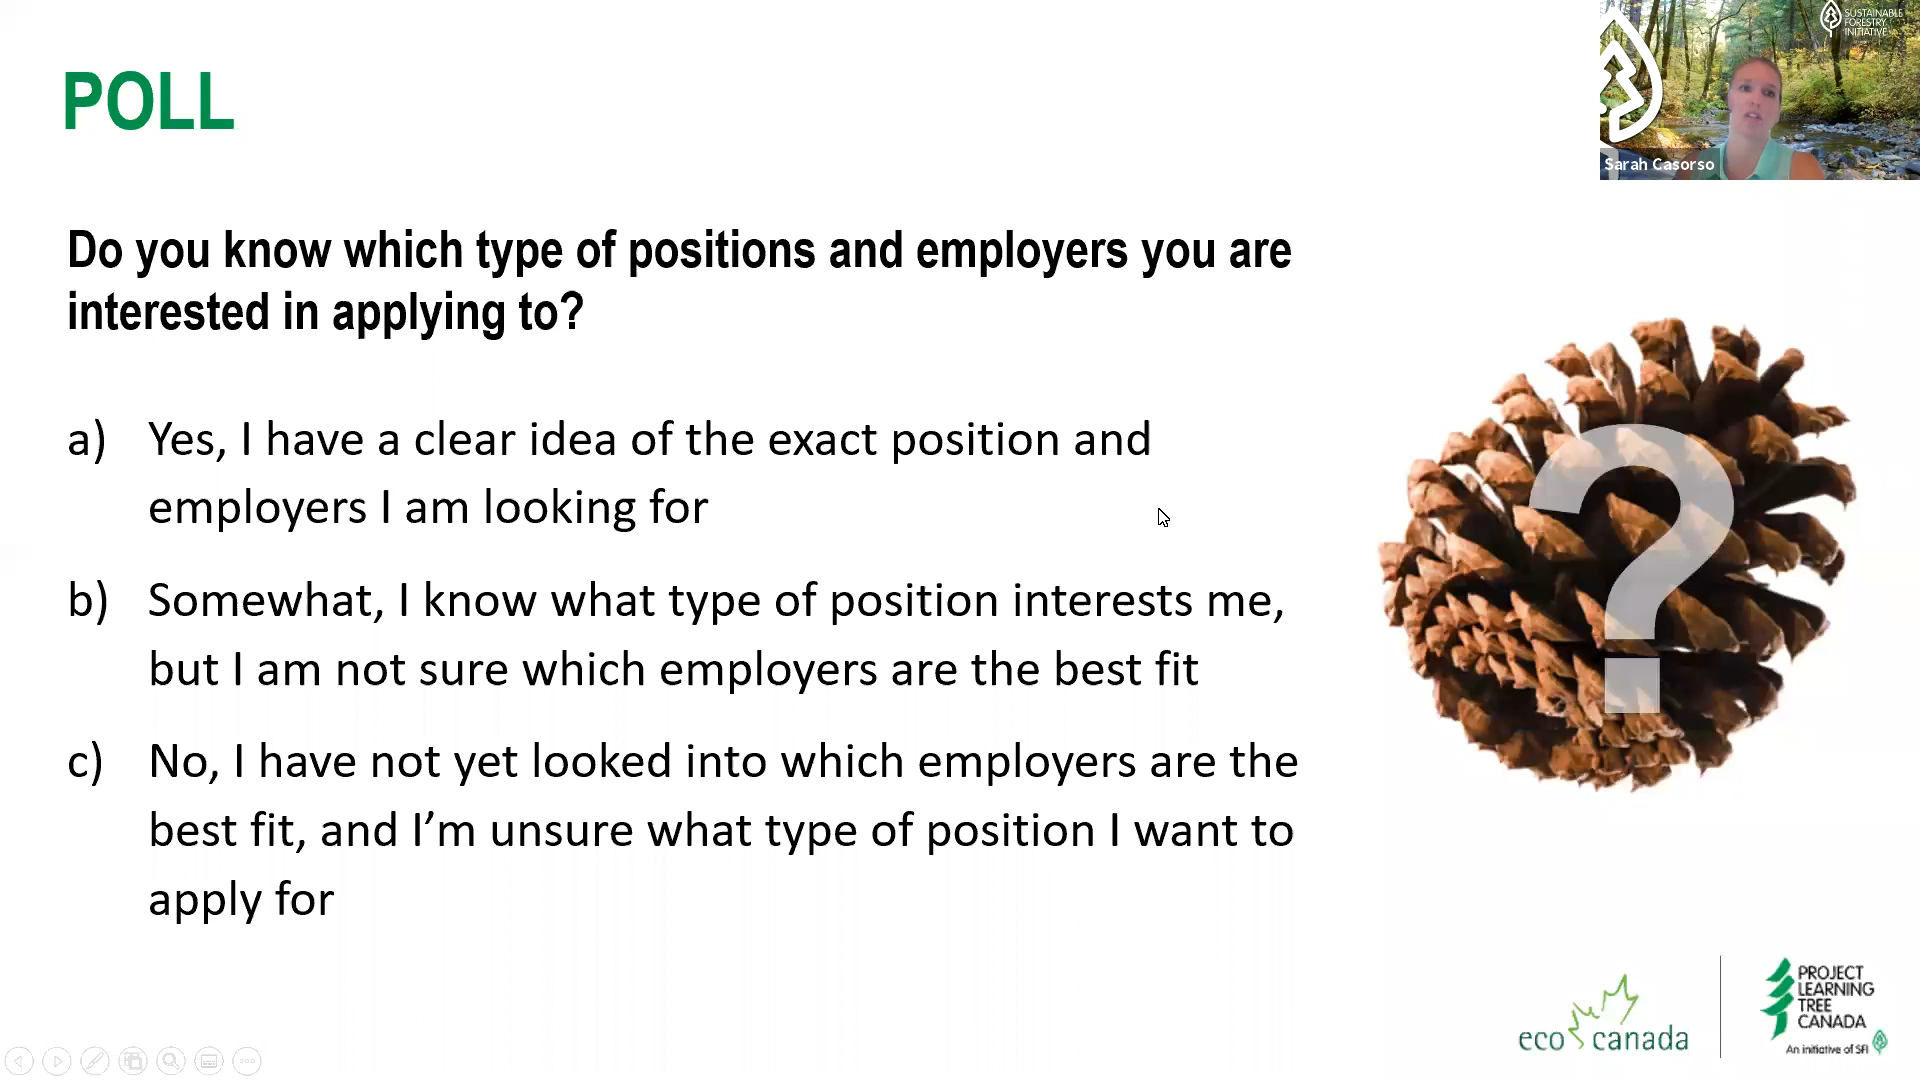 POLL
SUSTAINABLE
FORESTRY
INITIATIVE
Sarah Casorso
Do you know which type of positions and employers you are
interested in applying to?
a) Yes, I have a clear idea of the exact position and
employers I am looking for
b) Somewhat, I know what type of position interests me,
but I am not sure which employers are the best fit
c) No, I have not yet looked into which employers are the
best fit, and I’m unsure what type of position I want to
apply for
?
eco canada
PROJECT
LEARNING
TREE
CANADA
An initiative of SFI